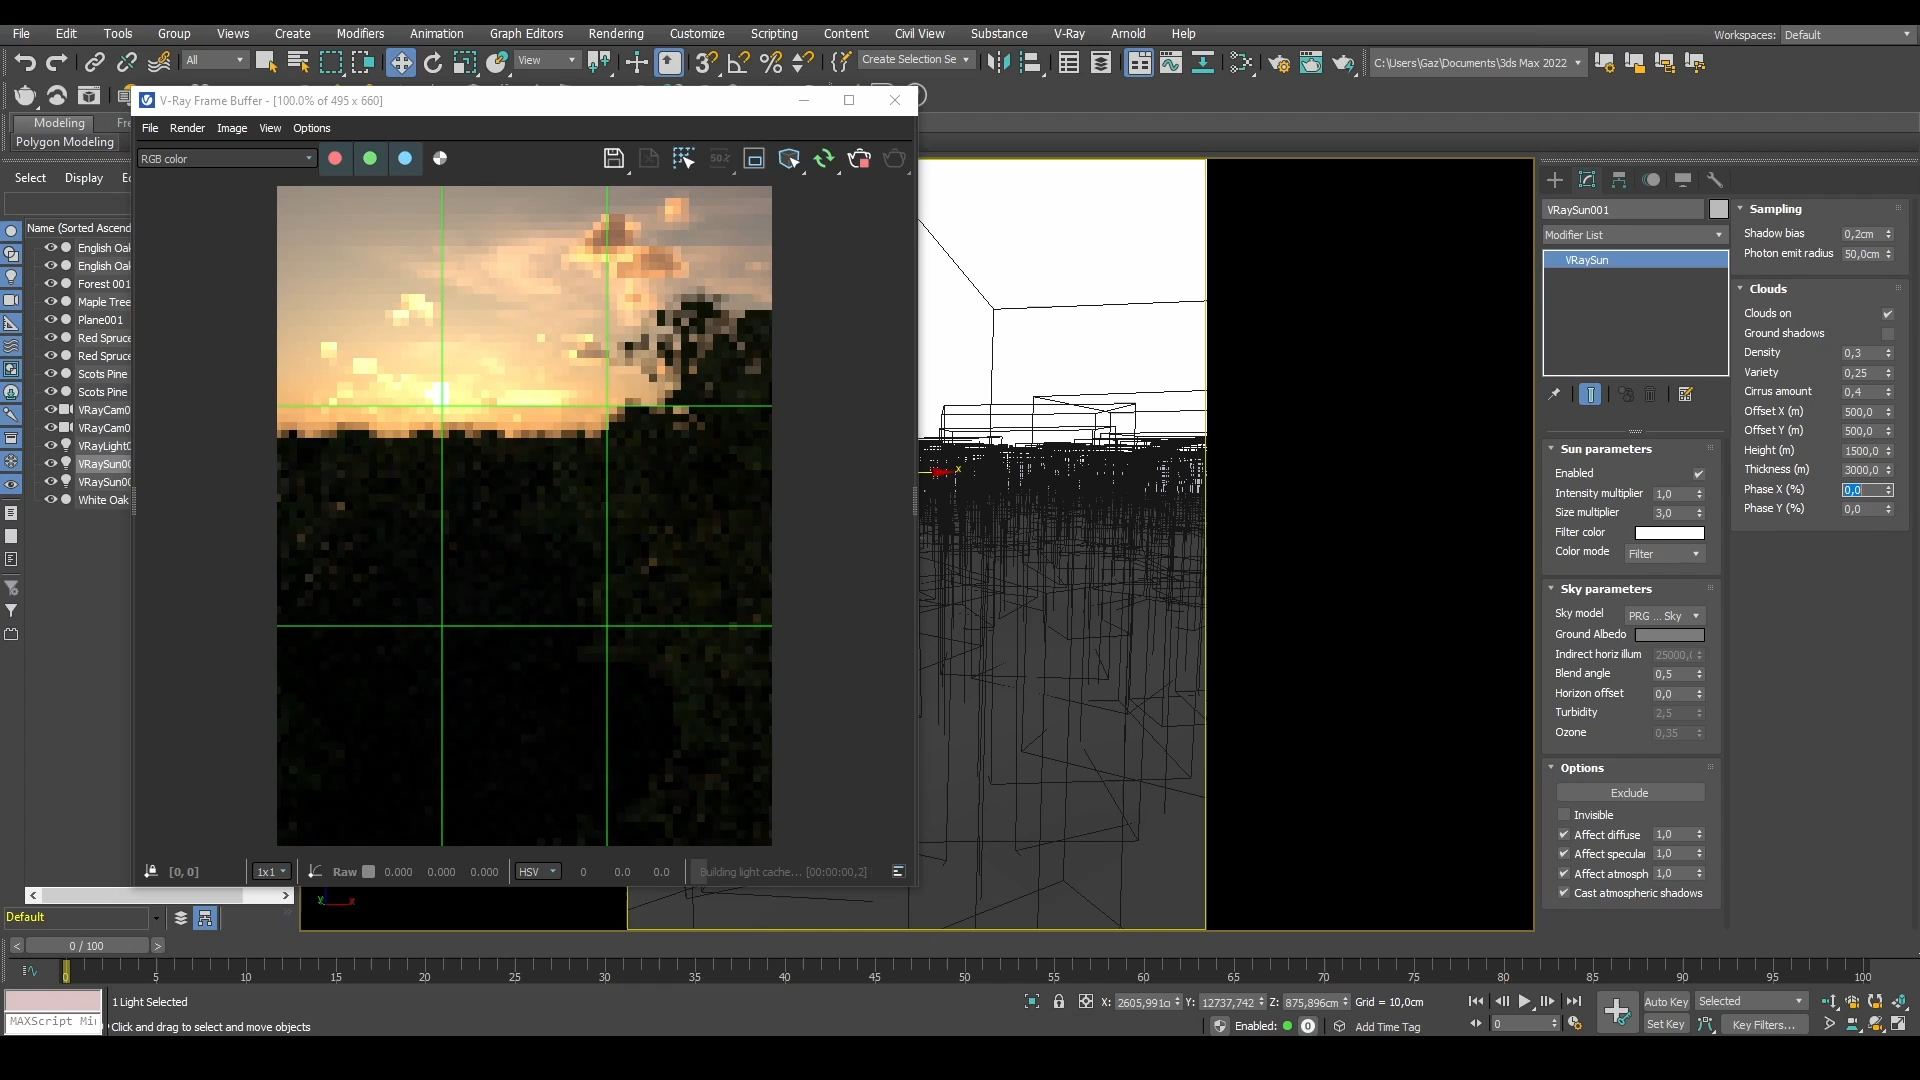 File Edit Tools Group Views Create Modifiers Animation Graph Editors Rendering Customize Scripting Content Civil View Substance V-Ray Arnold Help
Workspaces: Default
All
View
Create Selection Se
C:\Users\Gaz\Documents\3ds Max 2022
Modeling
Polygon Modeling
Select Display
Name (Sorted Ascend
English Oak
English Oak
Forest 001
Maple Tree
Plane001
Red Spruce
Red Spruce
Scots Pine
Scots Pine
VRayCam0
VRayCam0
VRayLight0
VRaySun00
VRaySun00
White Oak
V-Ray Frame Buffer - [100.0% of 495 x 660]
File Render Image View Options
RGB color
50%
[0, 0]
1x1
Raw 0.000 0.000 0.000
HSV 0 0.0 0.0
Building light cache... [00:00:00,2]
x
y x
VRaySun001
Modifier List
VRaySun
Sun parameters
Enabled
Intensity multiplier 1,0
Size multiplier 3,0
Filter color
Color mode Filter
Sky parameters
Sky model PRG ... Sky
Ground Albedo
Indirect horiz illum 25000,(
Blend angle 0,5
Horizon offset 0,0
Turbidity 2,5
Ozone 0,35
Options
Exclude
Invisible
Affect diffuse 1,0
Affect specular 1,0
Affect atmosph 1,0
Cast atmospheric shadows
Sampling
Shadow bias 0,2cm
Photon emit radius 50,0cm
Clouds
Clouds on
Ground shadows
Density 0,3
Variety 0,25
Cirrus amount 0,4
Offset X (m) 500,0
Offset Y (m) 500,0
Height (m) 1500,0
Thickness (m) 3000,0
Phase X (%) 0,0
Phase Y (%) 0,0
Default
< 0 / 100 >
0 5 10 15 20 25 30 35 40 45 50 55 60 65 70 75 80 85 90 95 100
1 Light Selected
MAXScript Mi
Click and drag to select and move objects
X: 2605,991c Y: 12737,742 Z: 875,896cm Grid = 10,0cm
Enabled: 0
Add Time Tag
0
Auto Key Selected
Set Key Key Filters...